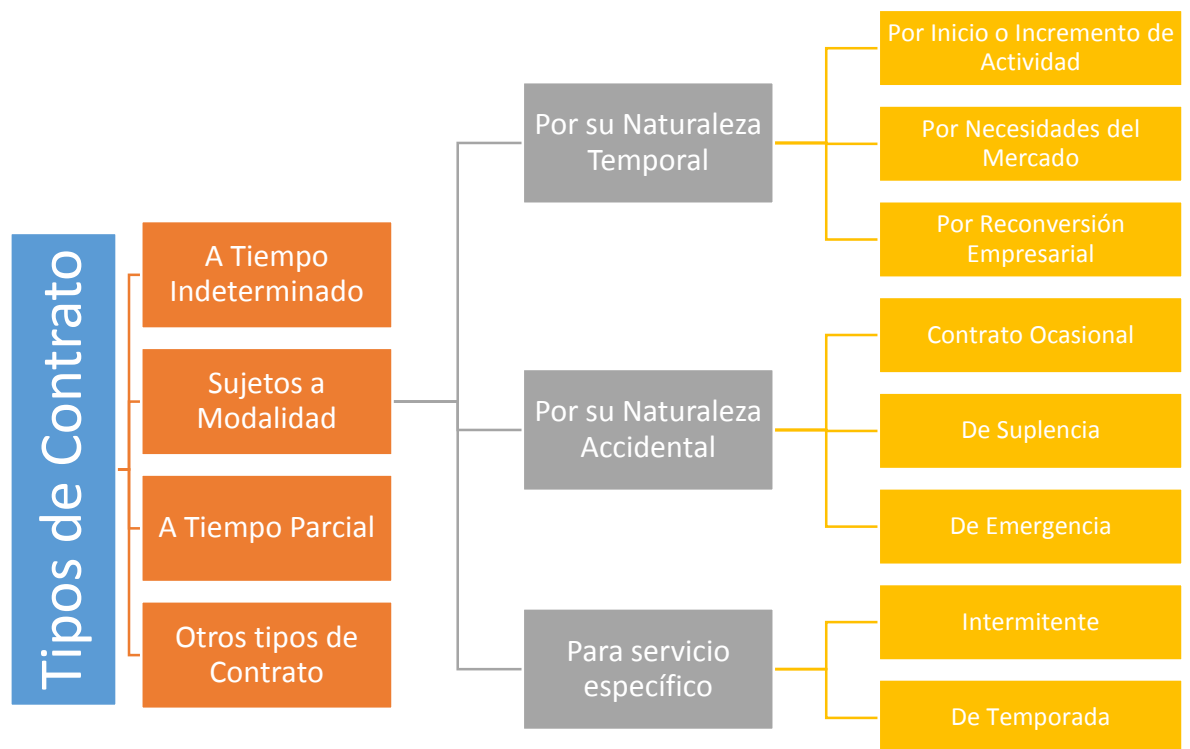 Tipos de Contrato
A Tiempo
Indeterminado
Sujetos a
Modalidad
A Tiempo Parcial
Otros tipos de
Contrato
Por su Naturaleza
Temporal
Por su Naturaleza
Accidental
Para servicio
específico
Por Inicio o Incremento de
Actividad
Por Necesidades del
Mercado
Por Reconversión
Empresarial
Contrato Ocasional
De Suplencia
De Emergencia
Intermitente
De Temporada